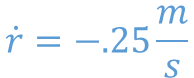 ṙ = −.25 m/s